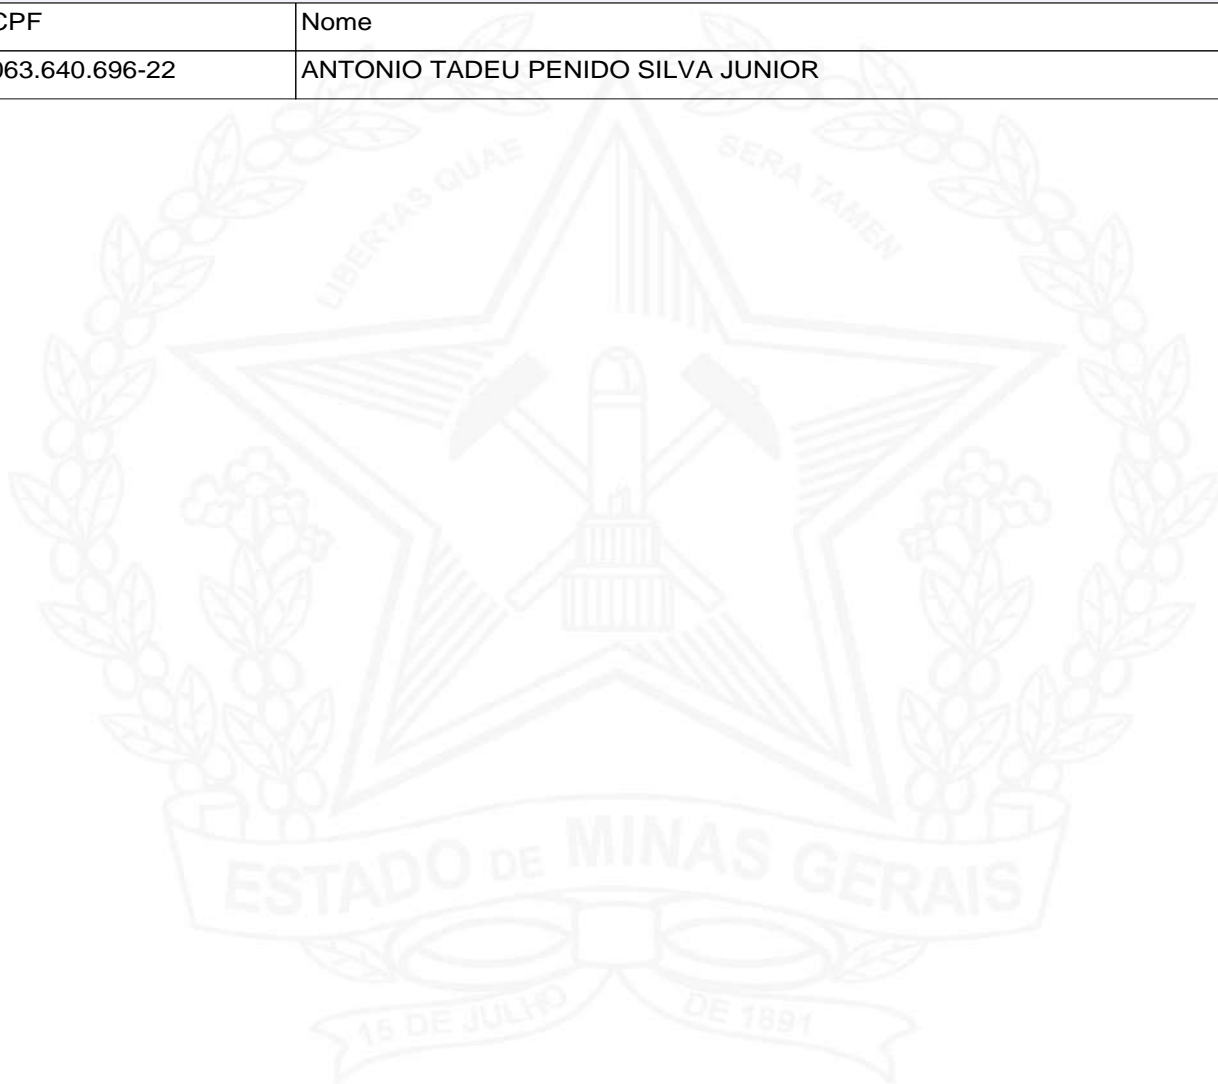 CPF Nome
063.640.696-22 ANTONIO TADEU PENIDO SILVA JUNIOR
LIBERTAS QUAE SERA TAMEN
ESTADO DE MINAS GERAIS
15 DE JULHO DE 1891